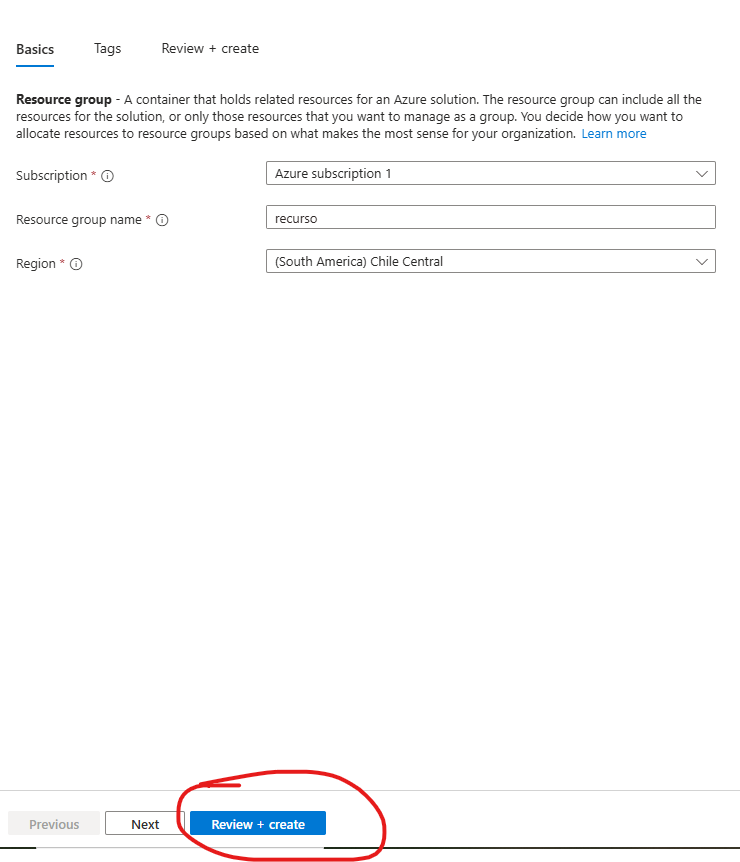 Basics Tags Review + create
Resource group - A container that holds related resources for an Azure solution. The resource group can include all the
resources for the solution, or only those resources that you want to manage as a group. You decide how you want to
allocate resources to resource groups based on what makes the most sense for your organization. Learn more
Subscription * Azure subscription 1
Resource group name * recurso
Region * (South America) Chile Central
Previous Next Review + create